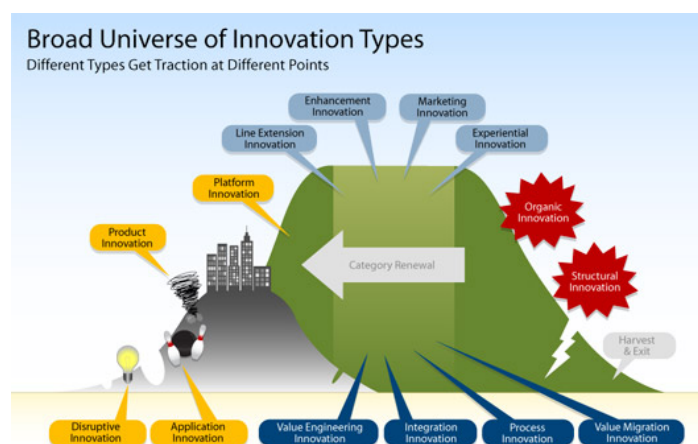 Broad Universe of Innovation Types
Different Types Get Traction at Different Points
Enhancement
Innovation
Marketing
Innovation
Line Extension
Innovation
Experiential
Innovation
Platform
Innovation
Organic
Innovation
Product
Innovation
Category Renewal
Structural
Innovation
Harvest
& Exit
Disruptive
Innovation
Application
Innovation
Value Engineering
Innovation
Integration
Innovation
Process
Innovation
Value Migration
Innovation